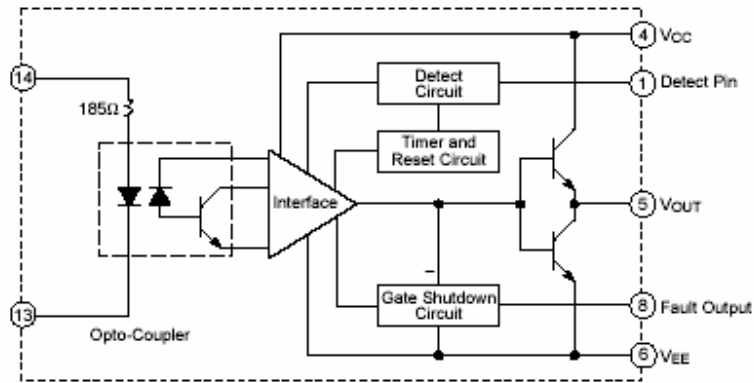 4 VCC
14
Detect Circuit
1 Detect Pin
185Ω
Timer and Reset Circuit
Interface
5 VOUT
Gate Shutdown Circuit
8 Fault Output
13
Opto-Coupler
6 VEE